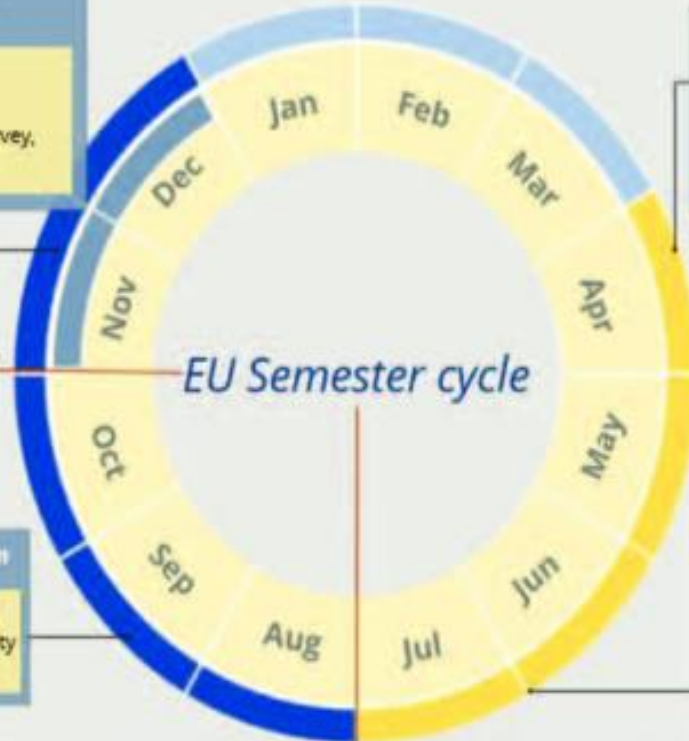 vey,
Jan
Feb
Mar
Apr
May
Jun
Jul
Aug
Sep
Oct
Nov
Dec
EU Semester cycle
ty